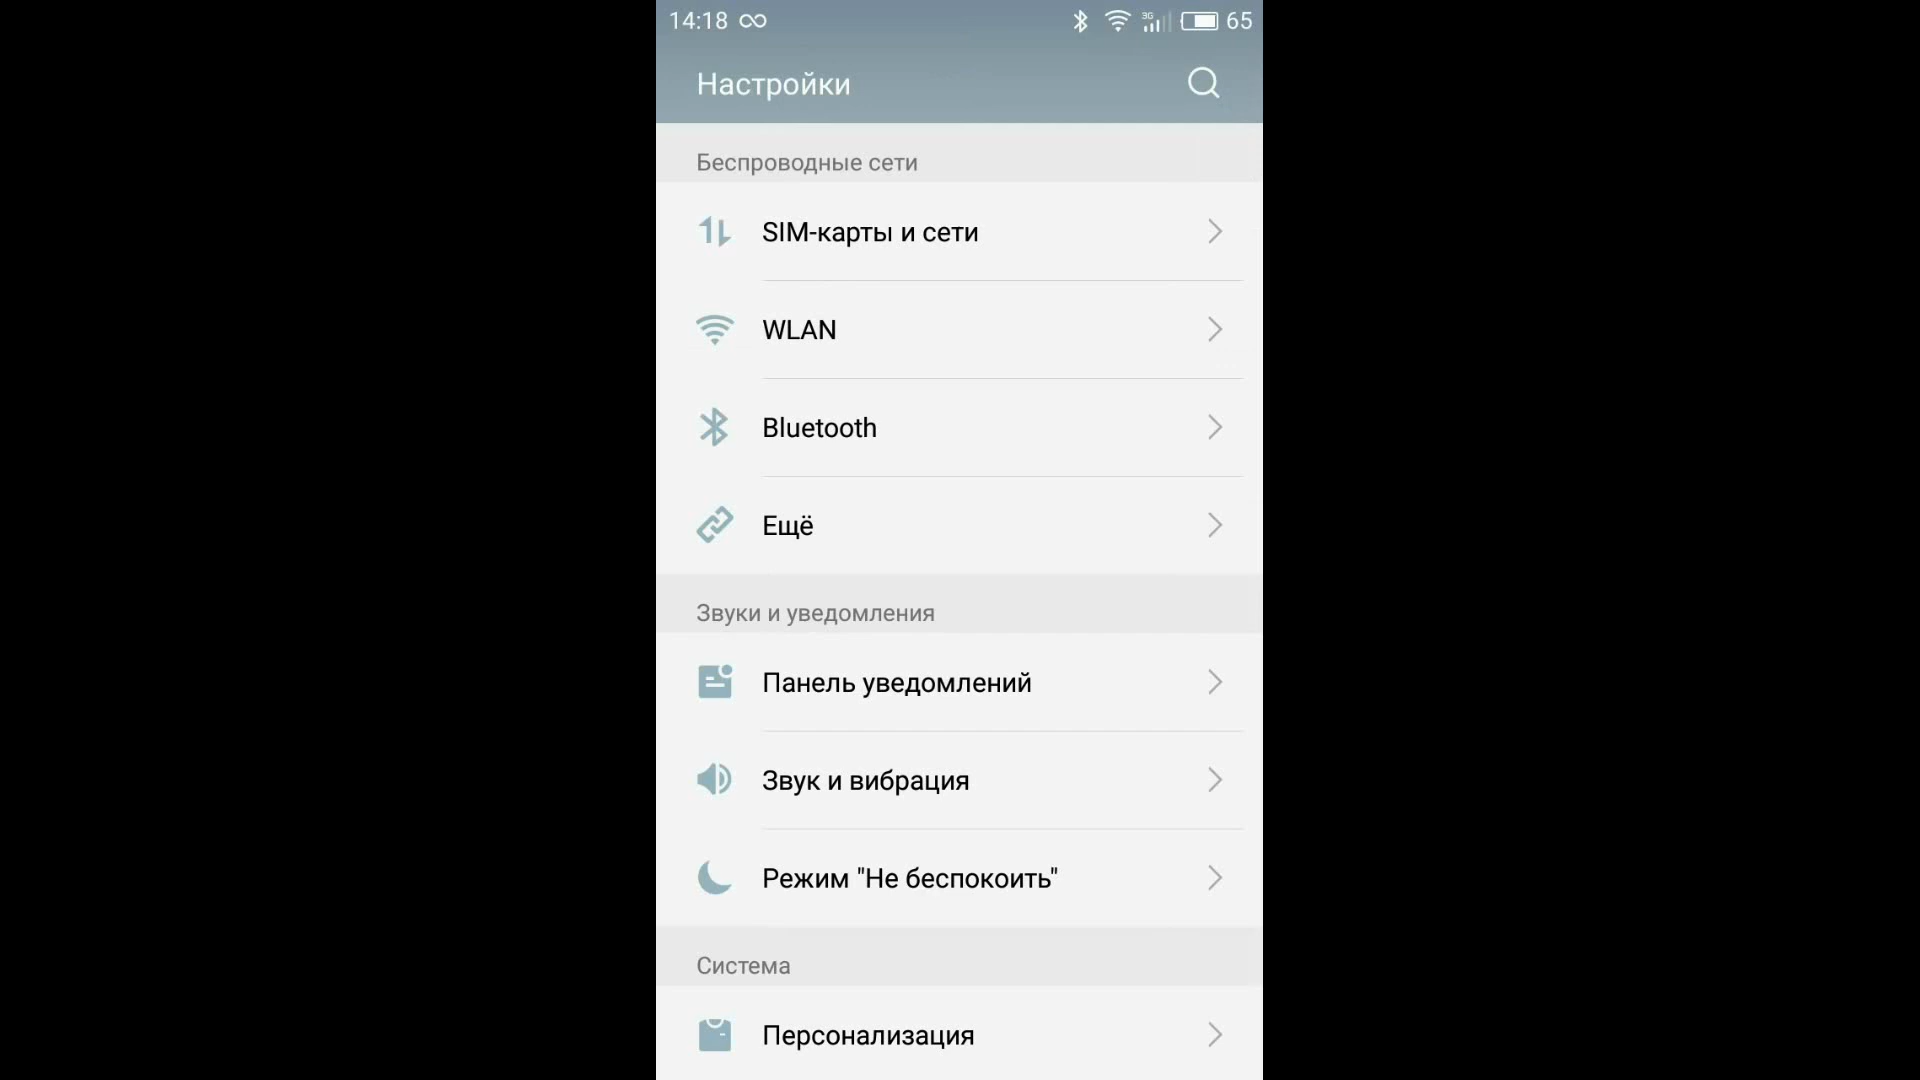 14:18 3G 65
Настройки
Беспроводные сети
SIM-карты и сети
WLAN
Bluetooth
Ещё
Звуки и уведомления
Панель уведомлений
Звук и вибрация
Режим "Не беспокоить"
Система
Персонализация